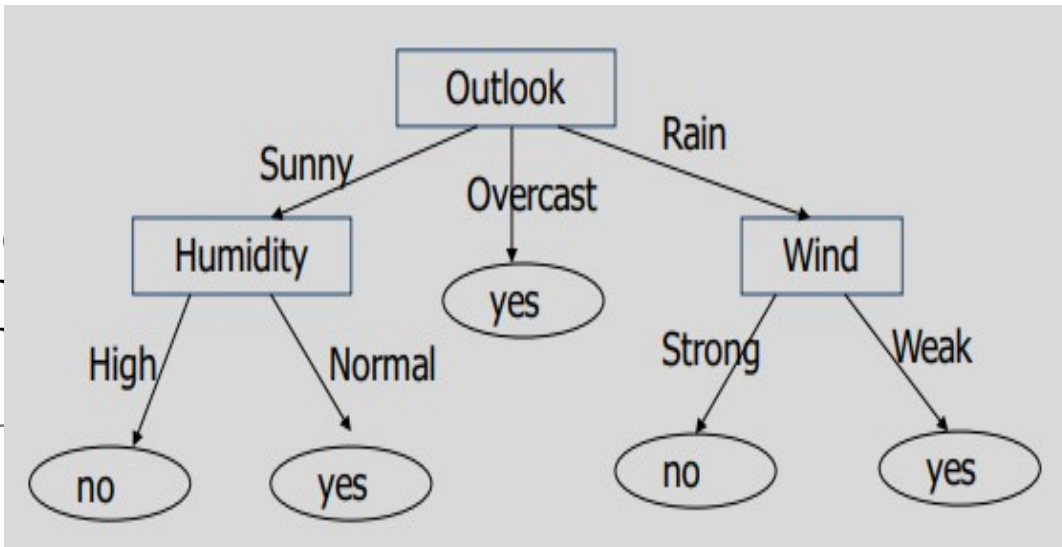 Outlook
Sunny
Overcast
Rain
Humidity
yes
Wind
High
Normal
Strong
Weak
no
yes
no
yes